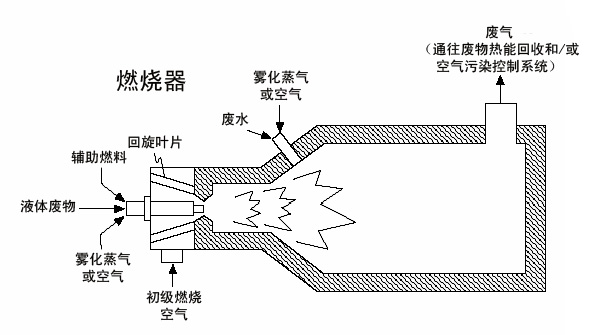 废气
（通往废物热能回收和/或
空气污染控制系统）
燃烧器
雾化蒸气
或空气
废水
回旋叶片
辅助燃料
液体废物
雾化蒸气
或空气
初级燃烧
空气